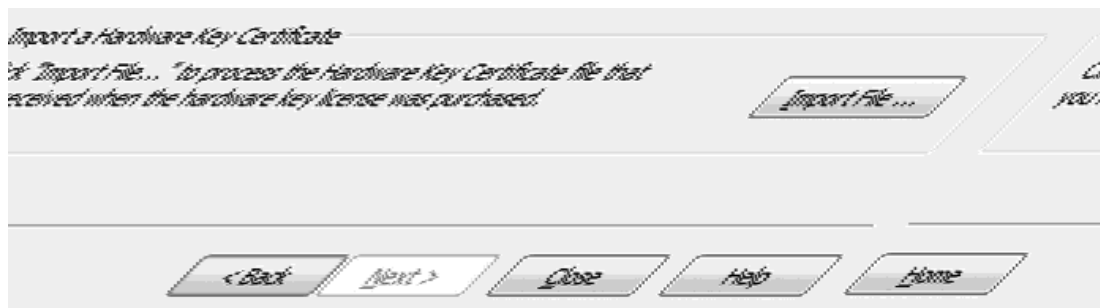 Import a Hardware Key Certificate
"Import File... " to process the Hardware Key Certificate file that
received when the hardware key license was purchased.
Import File ...
< Back
Next >
Close
Help
Home